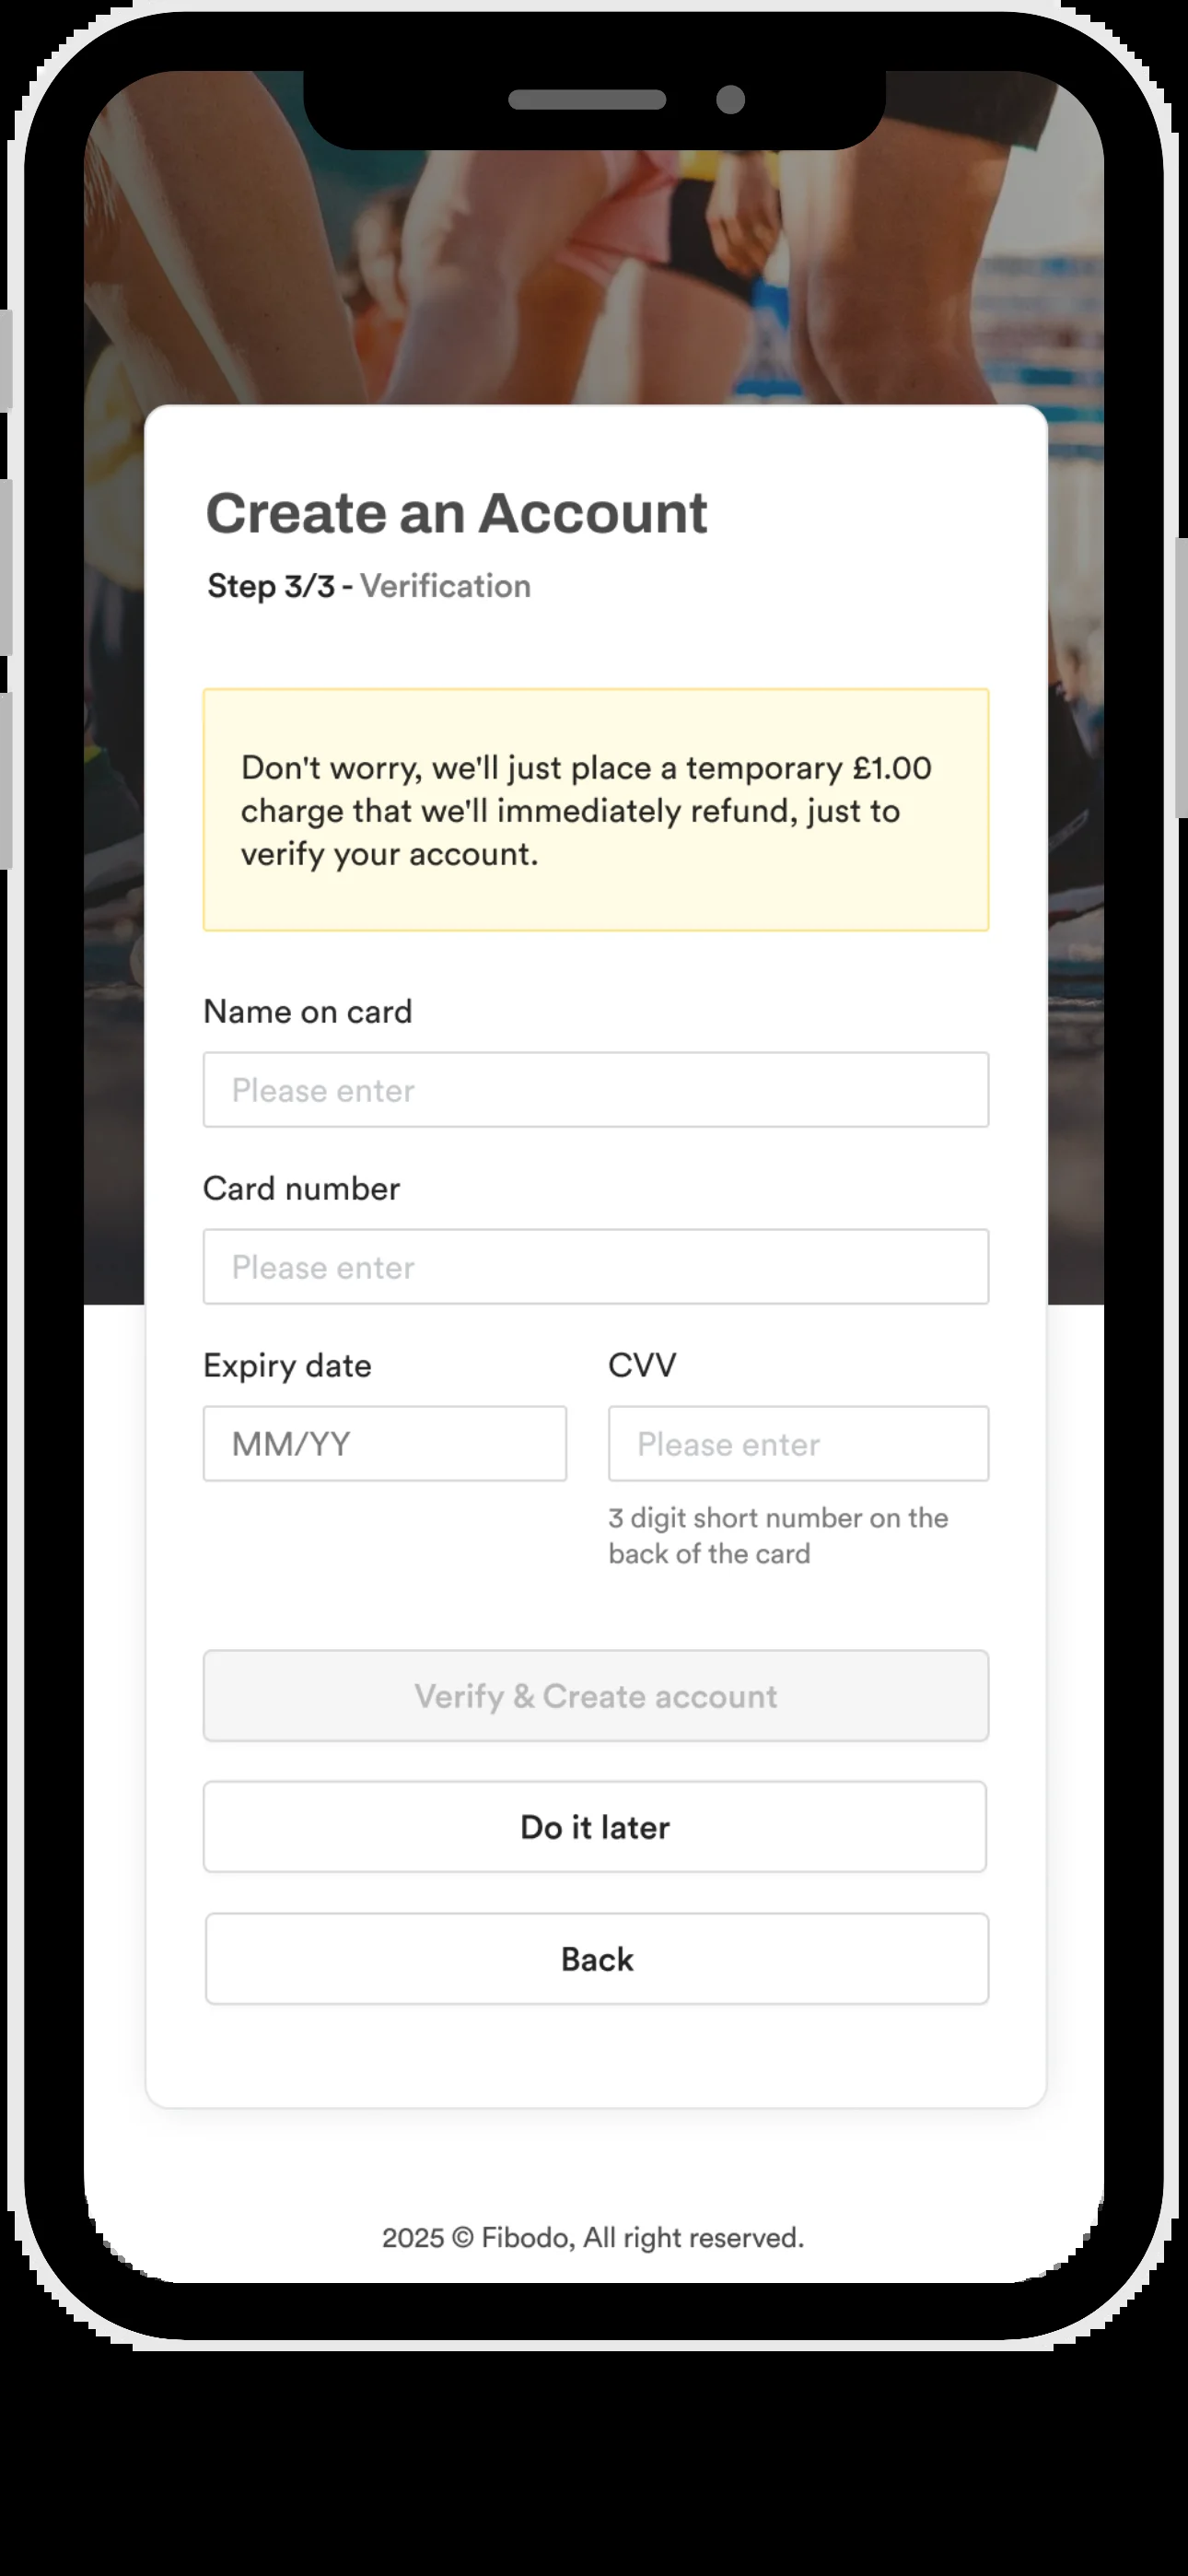 Create an Account
Step 3/3 - Verification
Don't worry, we'll just place a temporary £1.00
charge that we'll immediately refund, just to
verify your account.
Name on card
Please enter
Card number
Please enter
Expiry date
CVV
MM/YY
Please enter
3 digit short number on the
back of the card
Verify & Create account
Do it later
Back
2025 © Fibodo, All right reserved.